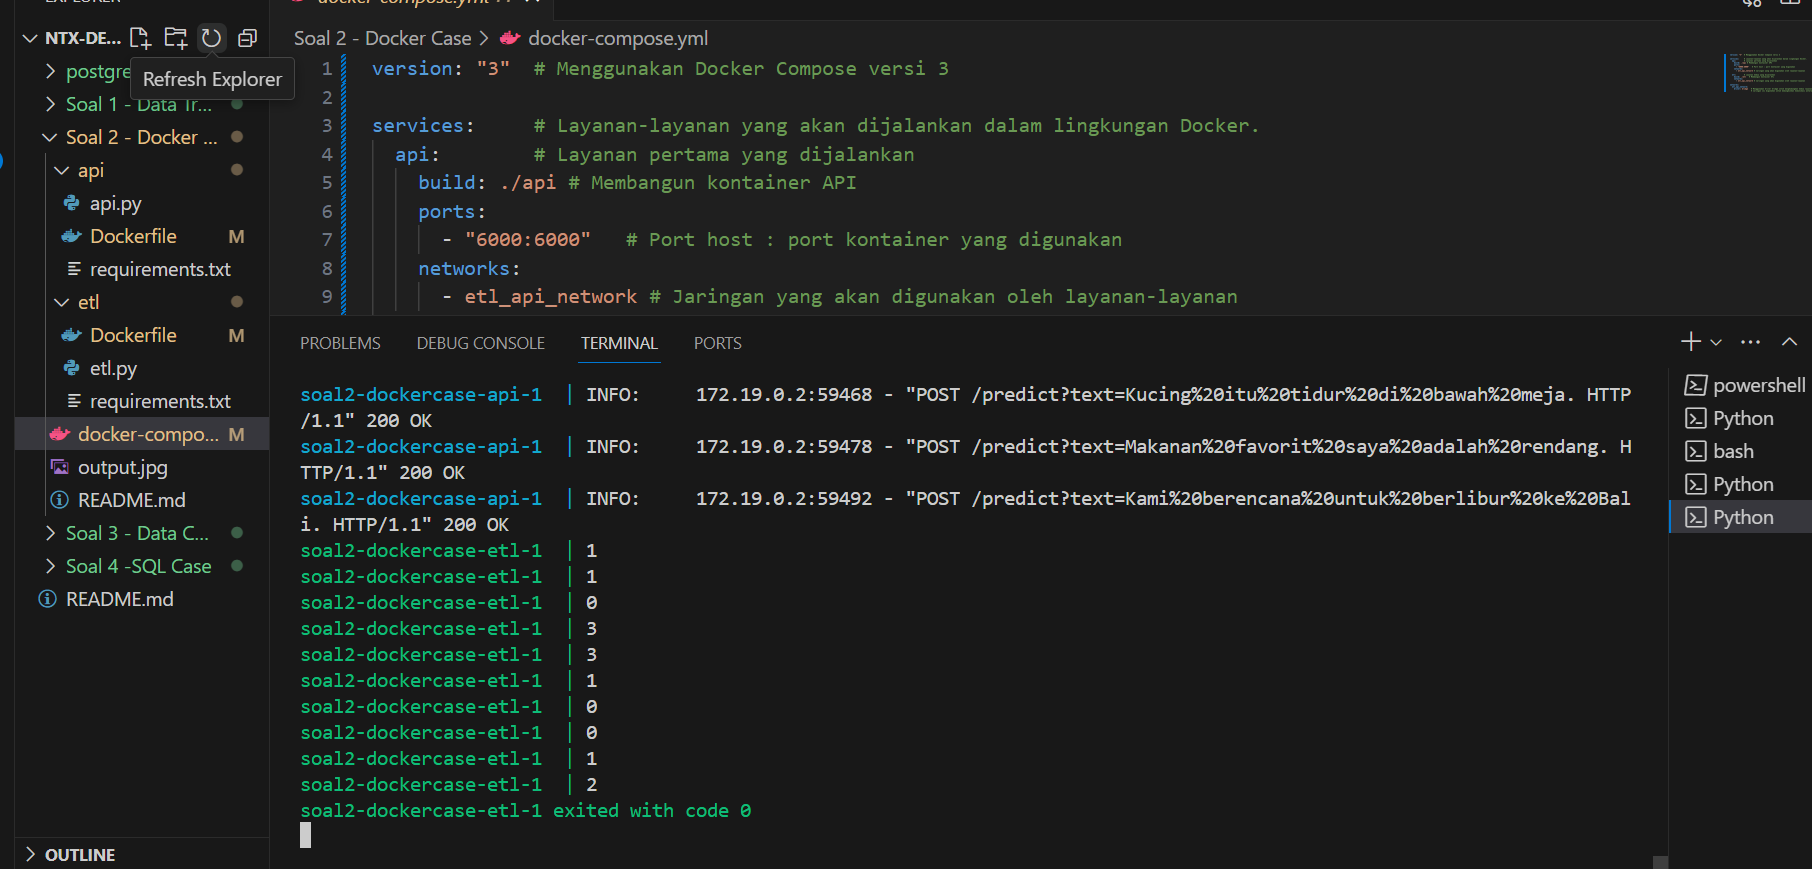 EXPLORER
docker-compose.yml
NTX-DE...
Refresh Explorer
postgre
Soal 1 - Data Tr...
Soal 2 - Docker ...
api
api.py
Dockerfile M
requirements.txt
etl
Dockerfile M
etl.py
requirements.txt
docker-compo... M
output.jpg
README.md
Soal 3 - Data C...
Soal 4 -SQL Case
README.md
OUTLINE
Soal 2 - Docker Case > docker-compose.yml
1 version: "3"  # Menggunakan Docker Compose versi 3
2
3 services:     # Layanan-layanan yang akan dijalankan dalam lingkungan Docker.
4   api:        # Layanan pertama yang dijalankan
5     build: ./api # Membangun kontainer API
6     ports:
7       - "6000:6000"   # Port host : port kontainer yang digunakan
8     networks:
9       - etl_api_network # Jaringan yang akan digunakan oleh layanan-layanan
PROBLEMS DEBUG CONSOLE TERMINAL PORTS
soal2-dockercase-api-1  | INFO:     172.19.0.2:59468 - "POST /predict?text=Kucing%20itu%20tidur%20di%20bawah%20meja. HTTP
/1.1" 200 OK
soal2-dockercase-api-1  | INFO:     172.19.0.2:59478 - "POST /predict?text=Makanan%20favorit%20saya%20adalah%20rendang. H
TTP/1.1" 200 OK
soal2-dockercase-api-1  | INFO:     172.19.0.2:59492 - "POST /predict?text=Kami%20berencana%20untuk%20berlibur%20ke%20Bal
i. HTTP/1.1" 200 OK
soal2-dockercase-etl-1  | 1
soal2-dockercase-etl-1  | 1
soal2-dockercase-etl-1  | 0
soal2-dockercase-etl-1  | 3
soal2-dockercase-etl-1  | 3
soal2-dockercase-etl-1  | 1
soal2-dockercase-etl-1  | 0
soal2-dockercase-etl-1  | 0
soal2-dockercase-etl-1  | 1
soal2-dockercase-etl-1  | 2
soal2-dockercase-etl-1 exited with code 0
powershell
Python
bash
Python
Python